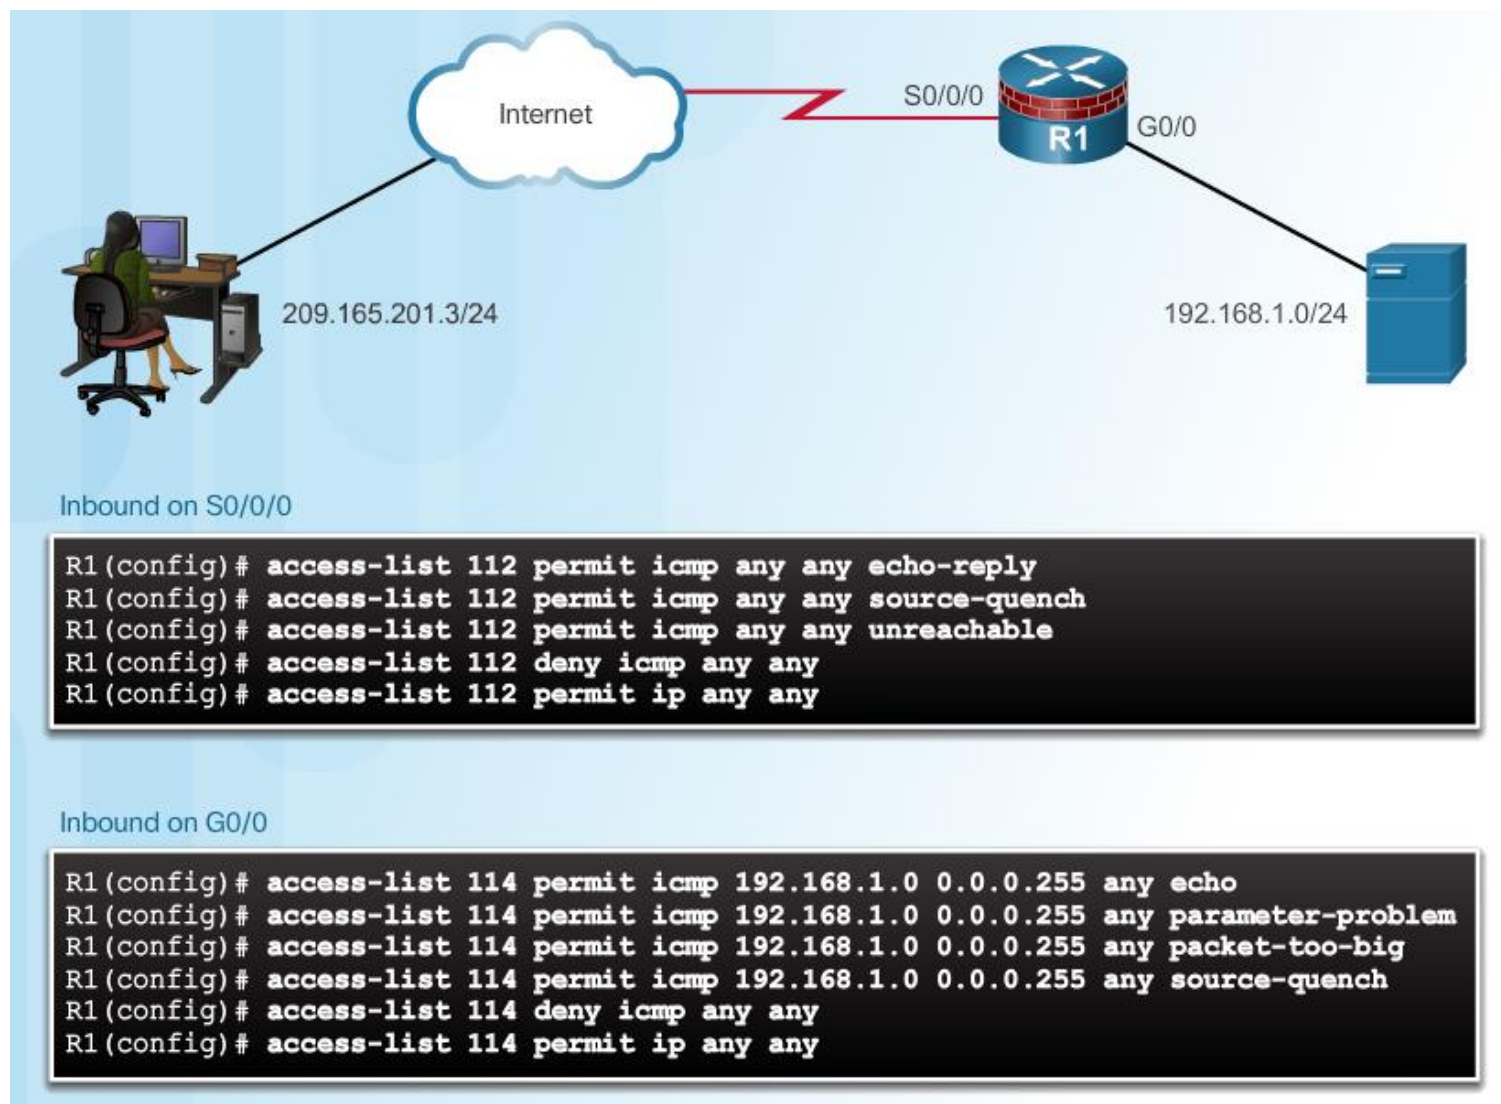 Internet
S0/0/0
R1
G0/0
209.165.201.3/24
192.168.1.0/24
Inbound on S0/0/0
R1(config)# access-list 112 permit icmp any any echo-reply
R1(config)# access-list 112 permit icmp any any source-quench
R1(config)# access-list 112 permit icmp any any unreachable
R1(config)# access-list 112 deny icmp any any
R1(config)# access-list 112 permit ip any any
Inbound on G0/0
R1(config)# access-list 114 permit icmp 192.168.1.0 0.0.0.255 any echo
R1(config)# access-list 114 permit icmp 192.168.1.0 0.0.0.255 any parameter-problem
R1(config)# access-list 114 permit icmp 192.168.1.0 0.0.0.255 any packet-too-big
R1(config)# access-list 114 permit icmp 192.168.1.0 0.0.0.255 any source-quench
R1(config)# access-list 114 deny icmp any any
R1(config)# access-list 114 permit ip any any